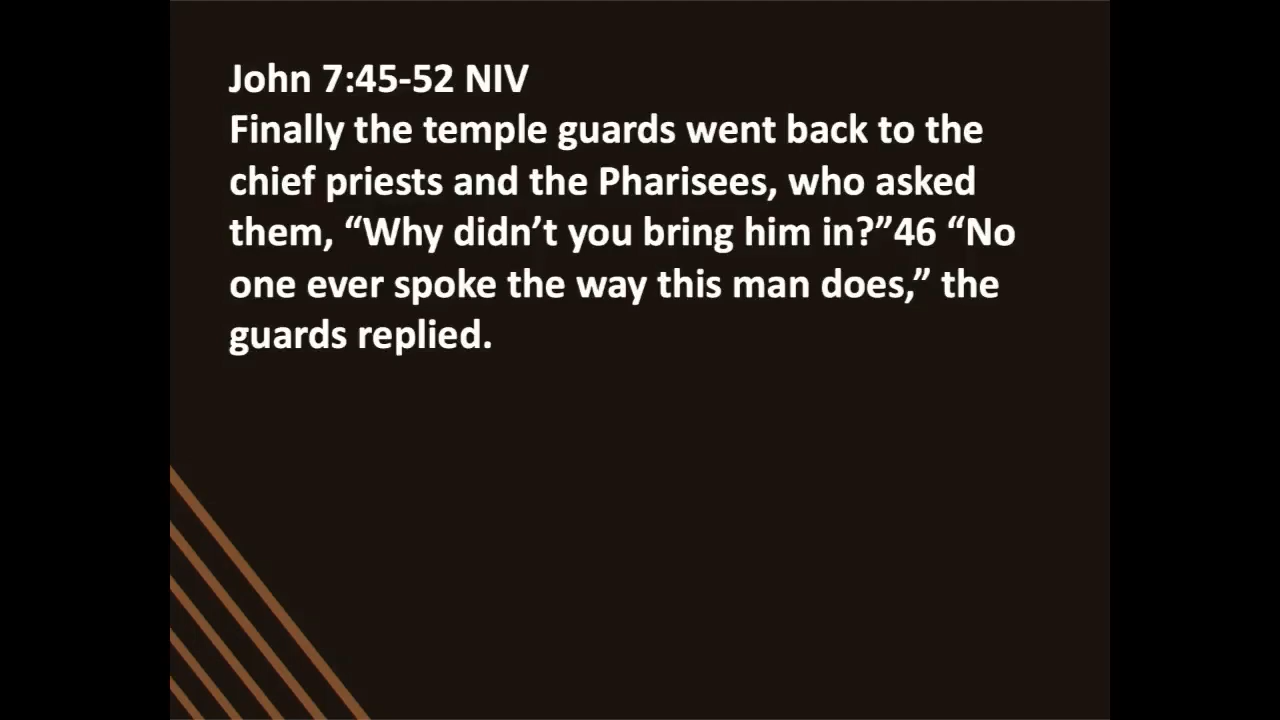 John 7:45-52 NIV
Finally the temple guards went back to the
chief priests and the Pharisees, who asked
them, “Why didn’t you bring him in?”46 “No
one ever spoke the way this man does,” the
guards replied.